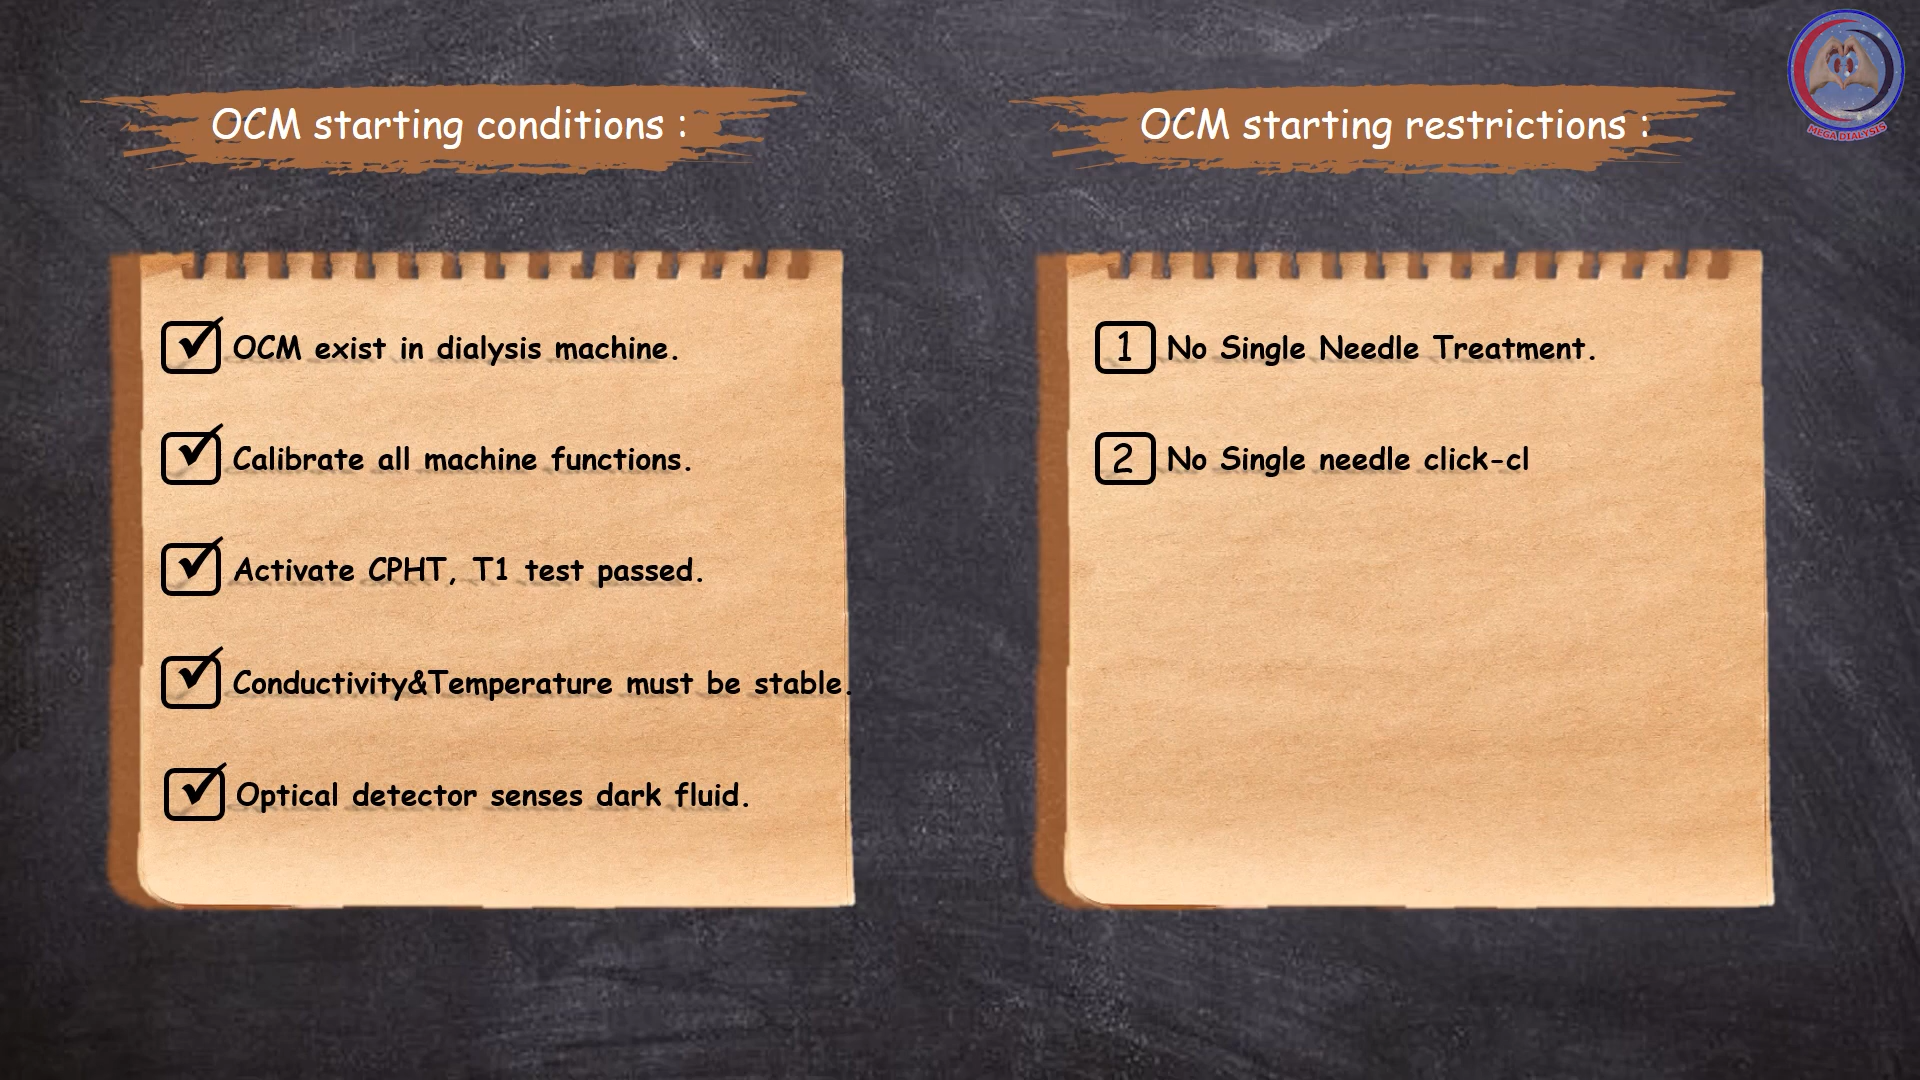 OCM starting conditions :
OCM exist in dialysis machine.
Calibrate all machine functions.
Activate CPHT, T1 test passed.
Conductivity&Temperature must be stable.
Optical detector senses dark fluid.
OCM starting restrictions :
1 No Single Needle Treatment.
2 No Single needle click-cl
MEGA DIALYSIS